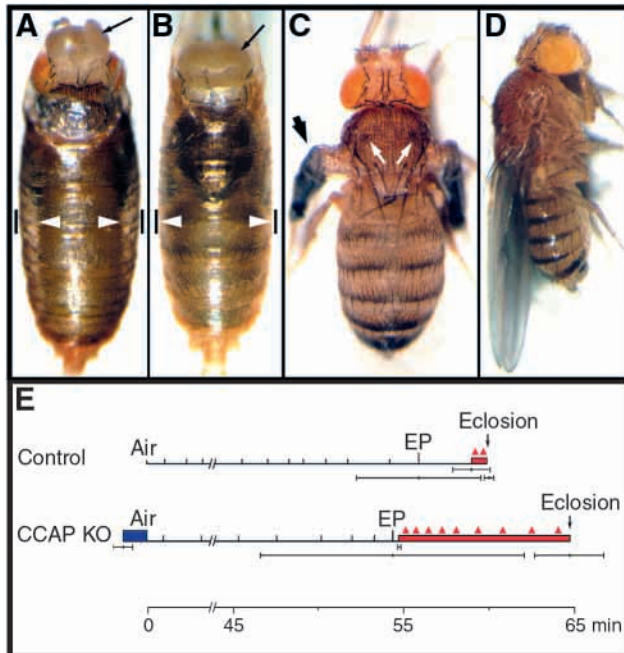 A B C D
E
Eclosion
Air EP
Control
Eclosion
Air EP
CCAP KO
0 45 55 65 min